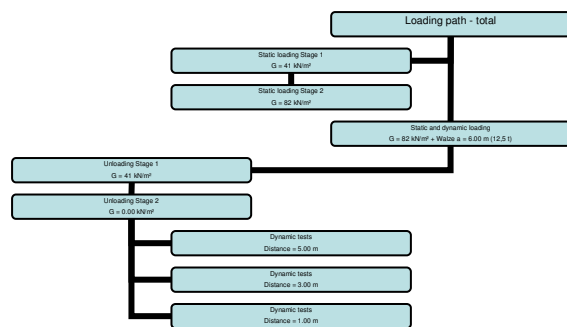 Loading path - total
Static loading Stage 1
G = 41 kN/m²
Static loading Stage 2
G = 82 kN/m²
Static and dynamic loading
G = 82 kN/m² + Walze a = 6.00 m (12,5 t)
Unloading Stage 1
G = 41 kN/m²
Unloading Stage 2
G = 0.00 kN/m²
Dynamic tests
Distance = 5.00 m
Dynamic tests
Distance = 3.00 m
Dynamic tests
Distance = 1.00 m